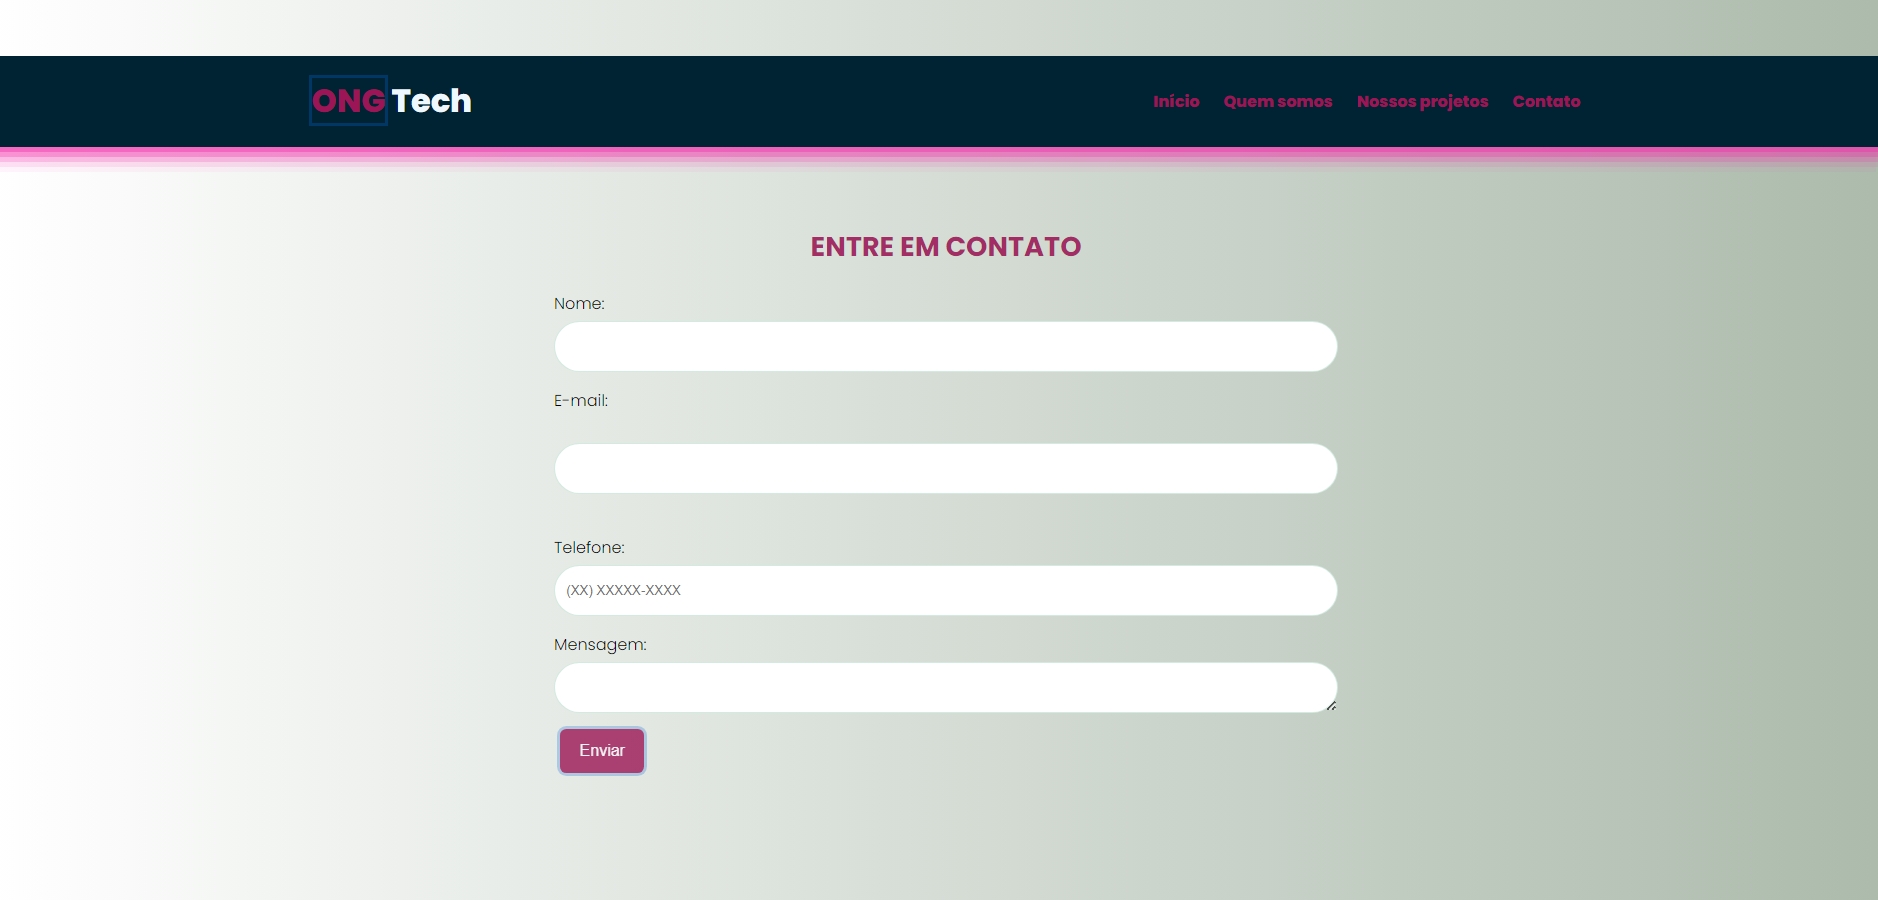 ONG Tech
Início Quem somos Nossos projetos Contato
ENTRE EM CONTATO
Nome:
E-mail:
Telefone:
(XX) XXXXX-XXXX
Mensagem:
Enviar